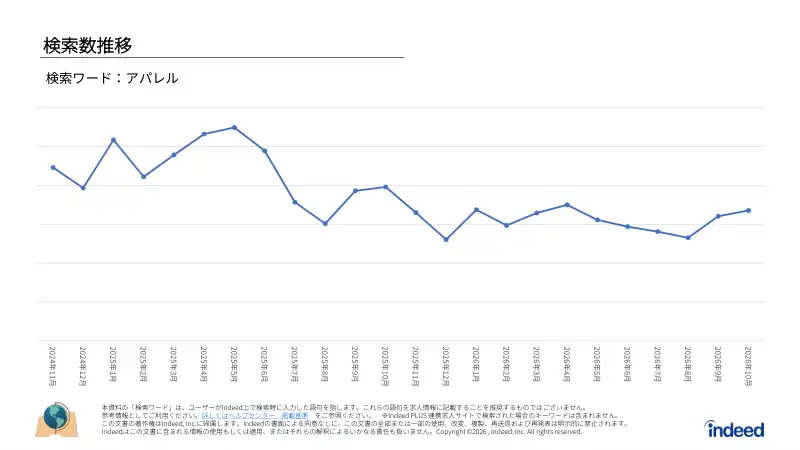 検索数推移
検索ワード：アパレル
2024年11月
2024年12月
2025年1月
2025年2月
2025年3月
2025年4月
2025年5月
2025年6月
2025年7月
2025年8月
2025年9月
2025年10月
2025年11月
2025年12月
2026年1月
2026年2月
2026年3月
2026年4月
2026年5月
2026年6月
2026年7月
2026年8月
2026年9月
2026年10月
本資料の「検索ワード」は、ユーザーがIndeed上で検索時に入力した語句を指します。これらの語句を求人情報に記載することを推奨するものではございません。
参考情報としてご利用ください。詳しくはヘルプセンター　掲載基準　をご参照ください。　※Indeed PLUS 連携求人サイトで検索された場合のキーワードは含まれません。
この文書の著作権はIndeed, Inc.に帰属します。Indeedの書面による同意なしに、この文書の全部または一部の使用、改変、複製、再送信および再発表は明示的に禁止されます。
Indeedはこの文書に含まれる情報の使用もしくは適用、またはそれらの解釈によるいかなる責任も負いません。Copyright ©2026 , Indeed, Inc. All rights reserved.
indeed